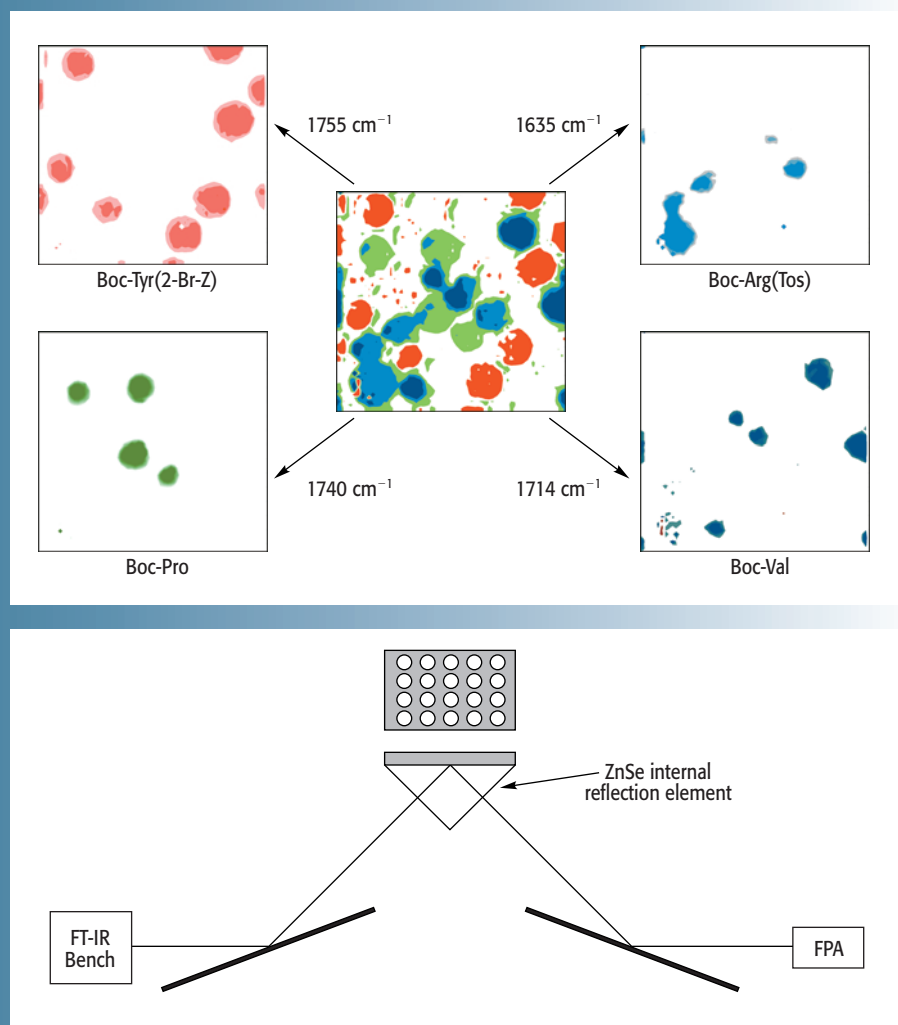 1755 cm⁻¹
1635 cm⁻¹
Boc-Tyr(2-Br-Z)
Boc-Arg(Tos)
1740 cm⁻¹
1714 cm⁻¹
Boc-Pro
Boc-Val
ZnSe internal
reflection element
FT-IR
Bench
FPA